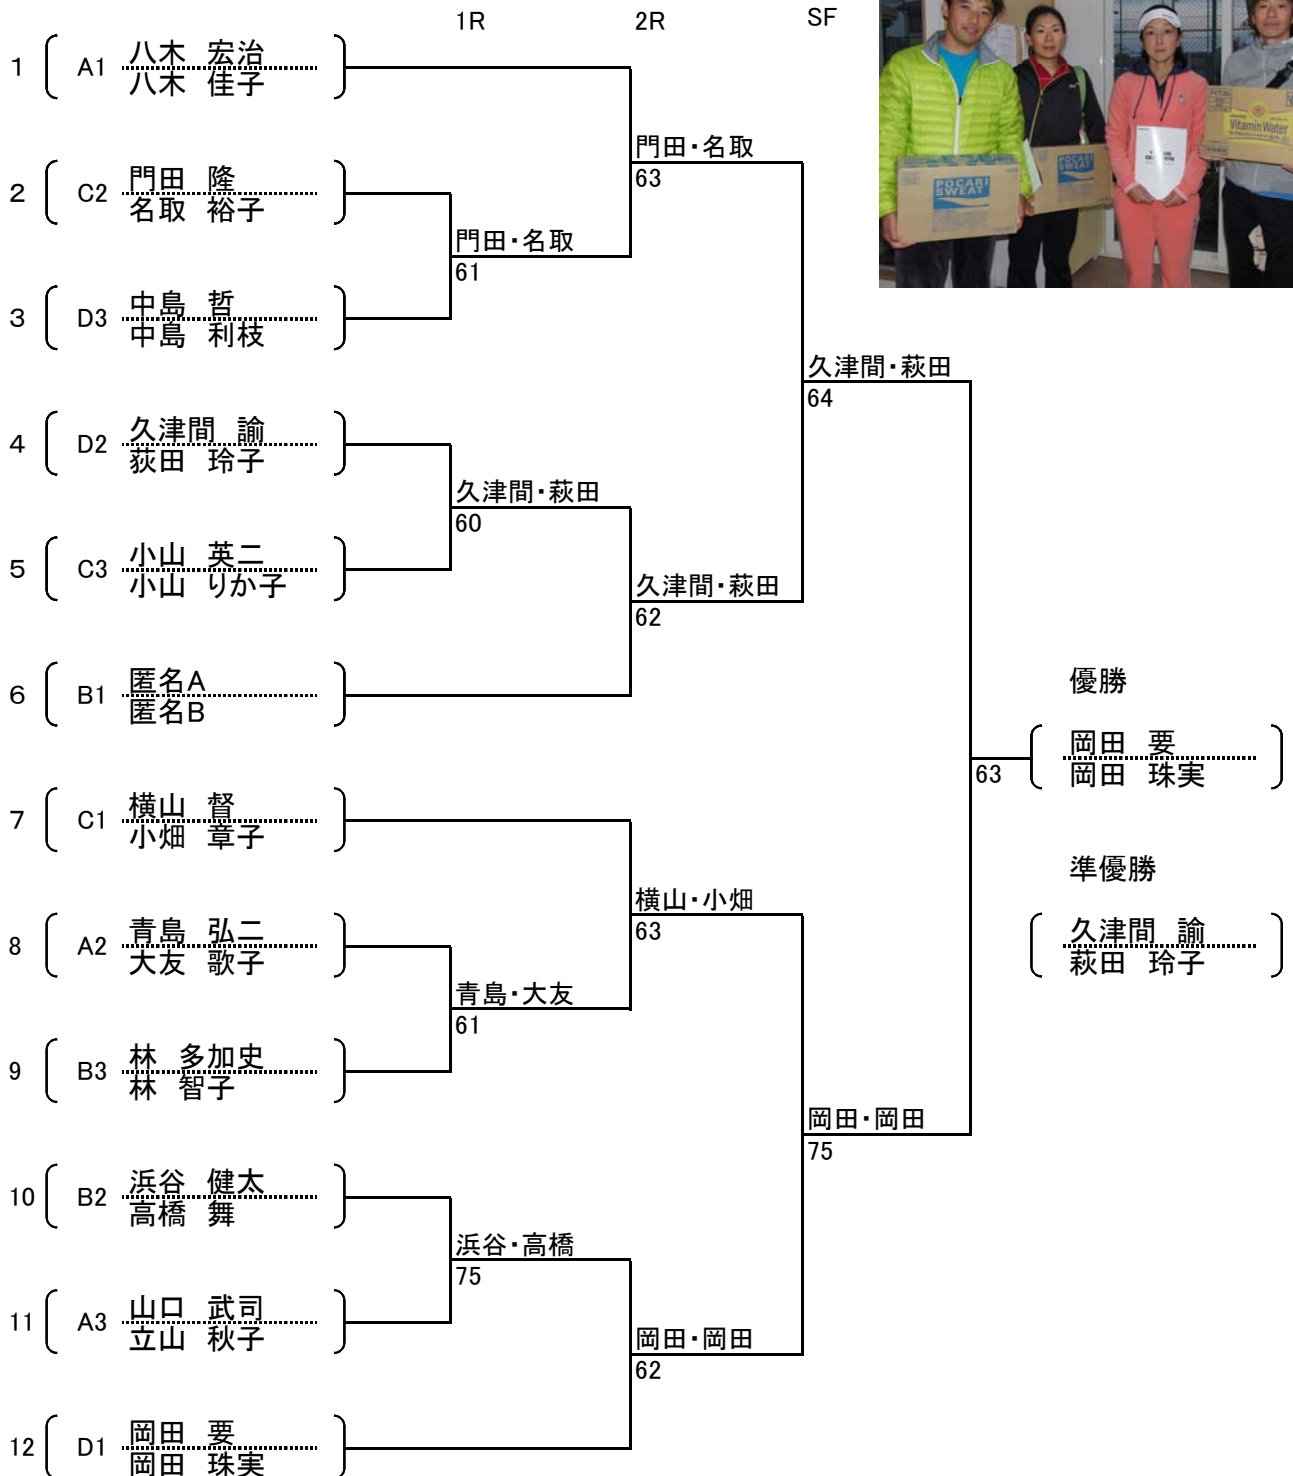 1R
2R
SF
1
A1
八木 宏治
八木 佳子
2
C2
門田 隆
名取 裕子
3
D3
中島 哲
中島 利枝
4
D2
久津間 諭
荻田 玲子
5
C3
小山 英二
小山 りか子
6
B1
匿名A
匿名B
7
C1
横山 督
小畑 章子
8
A2
青島 弘二
大友 歌子
9
B3
林 多加史
林 智子
10
B2
浜谷 健太
高橋 舞
11
A3
山口 武司
立山 秋子
12
D1
岡田 要
岡田 珠実
門田・名取
61
久津間・萩田
60
青島・大友
61
浜谷・高橋
75
門田・名取
63
久津間・萩田
62
横山・小畑
63
岡田・岡田
62
久津間・萩田
64
岡田・岡田
75
63
優勝
岡田 要
岡田 珠実
準優勝
久津間 諭
萩田 玲子
POCARI
SWEAT
POCARI
SWEAT
Vitamin Water